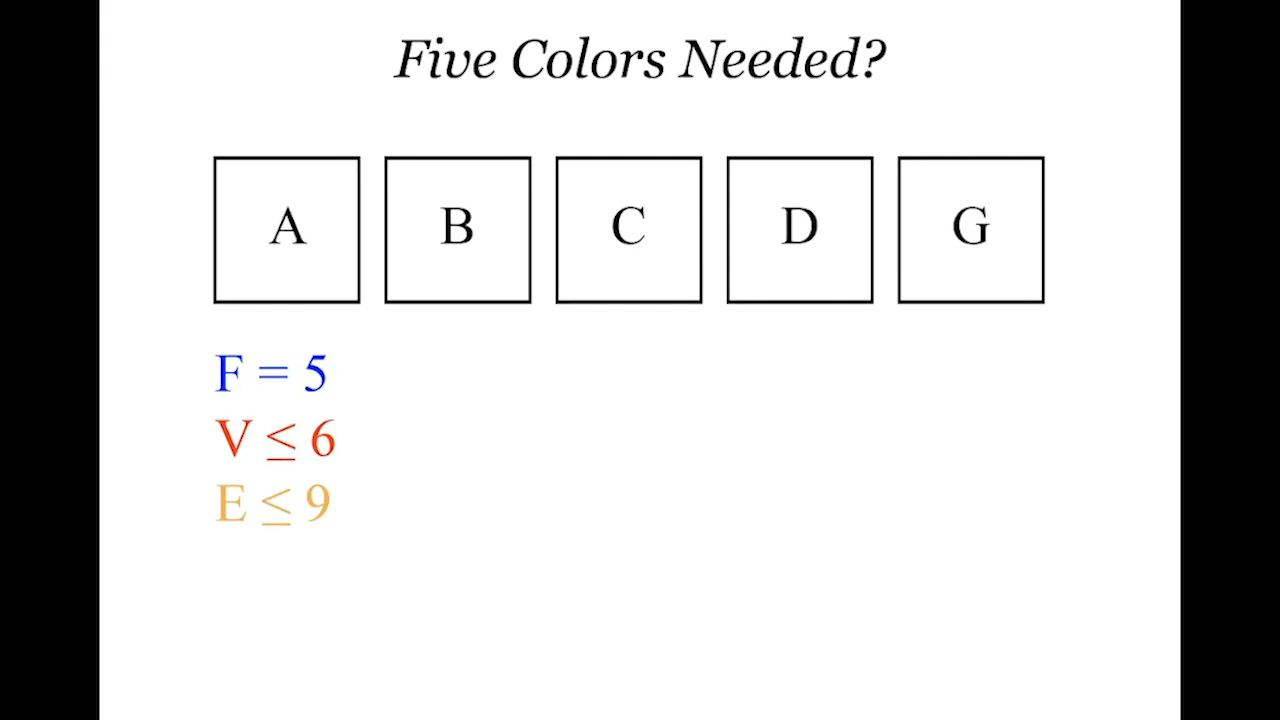 Five Colors Needed?
A B C D G
F = 5
V ≤ 6
E ≤ 9